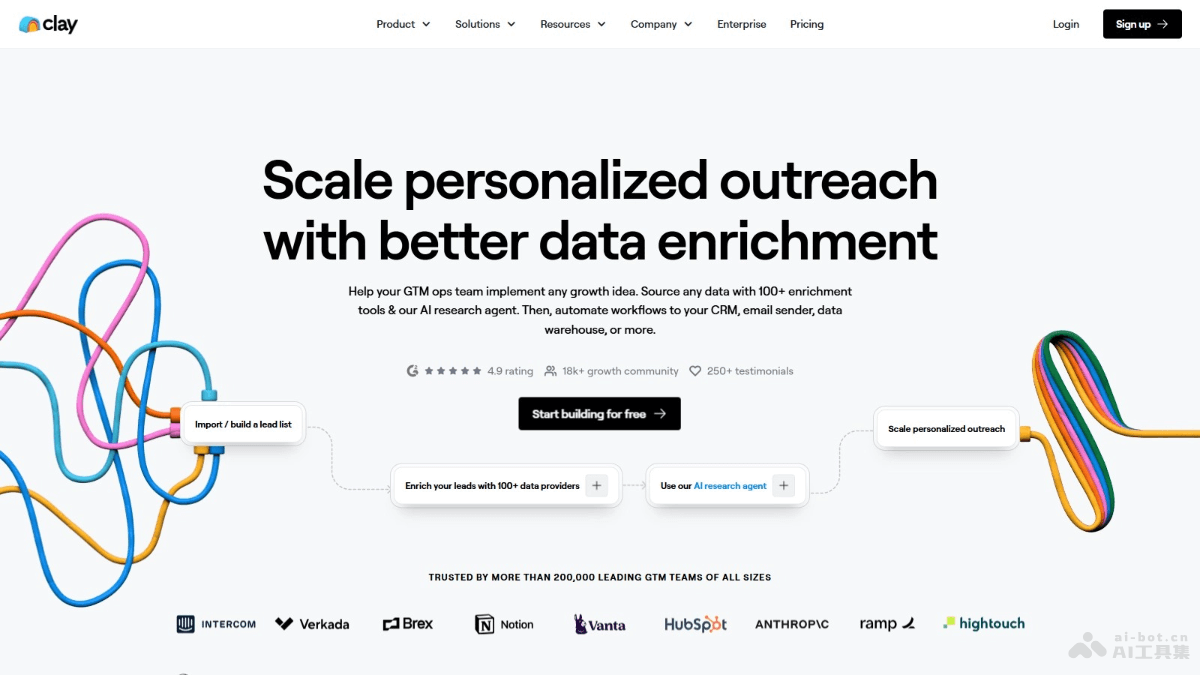 clay
Product
Solutions
Resources
Company
Enterprise
Pricing
Login
Sign up
Scale personalized outreach
with better data enrichment
Help your GTM ops team implement any growth idea. Source any data with 100+ enrichment
tools & our AI research agent. Then, automate workflows to your CRM, email sender, data
warehouse, or more.
4.9 rating
18k+ growth community
250+ testimonials
Start building for free
Import / build a lead list
Enrich your leads with 100+ data providers
Use our AI research agent
Scale personalized outreach
TRUSTED BY MORE THAN 200,000 LEADING GTM TEAMS OF ALL SIZES
INTERCOM
Verkada
Brex
Notion
Vanta
HubSpot
ANTHROP\C
ramp
hightouch
ai-bot.cn
AI工具集